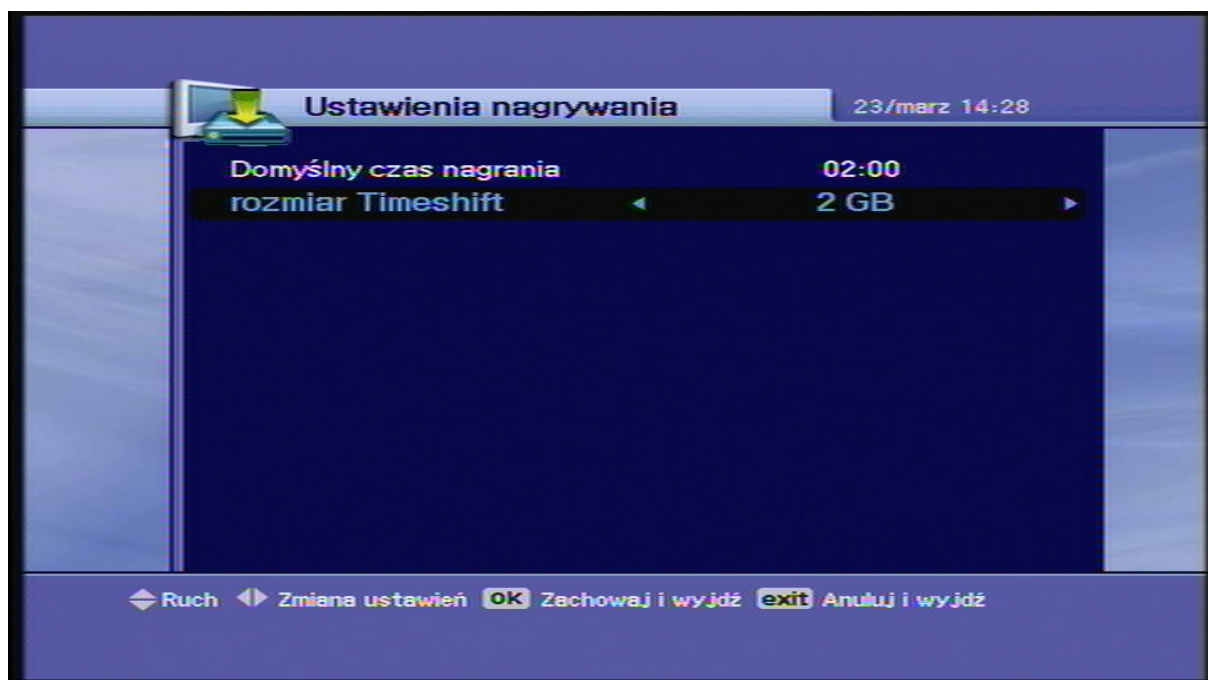 Ustawienia nagrywania 23/marz 14:28
Domyślny czas nagrania 02:00
rozmiar Timeshift 2 GB
Ruch Zmiana ustawień OK Zachowaj i wyjdź exit Anuluj i wyjdź